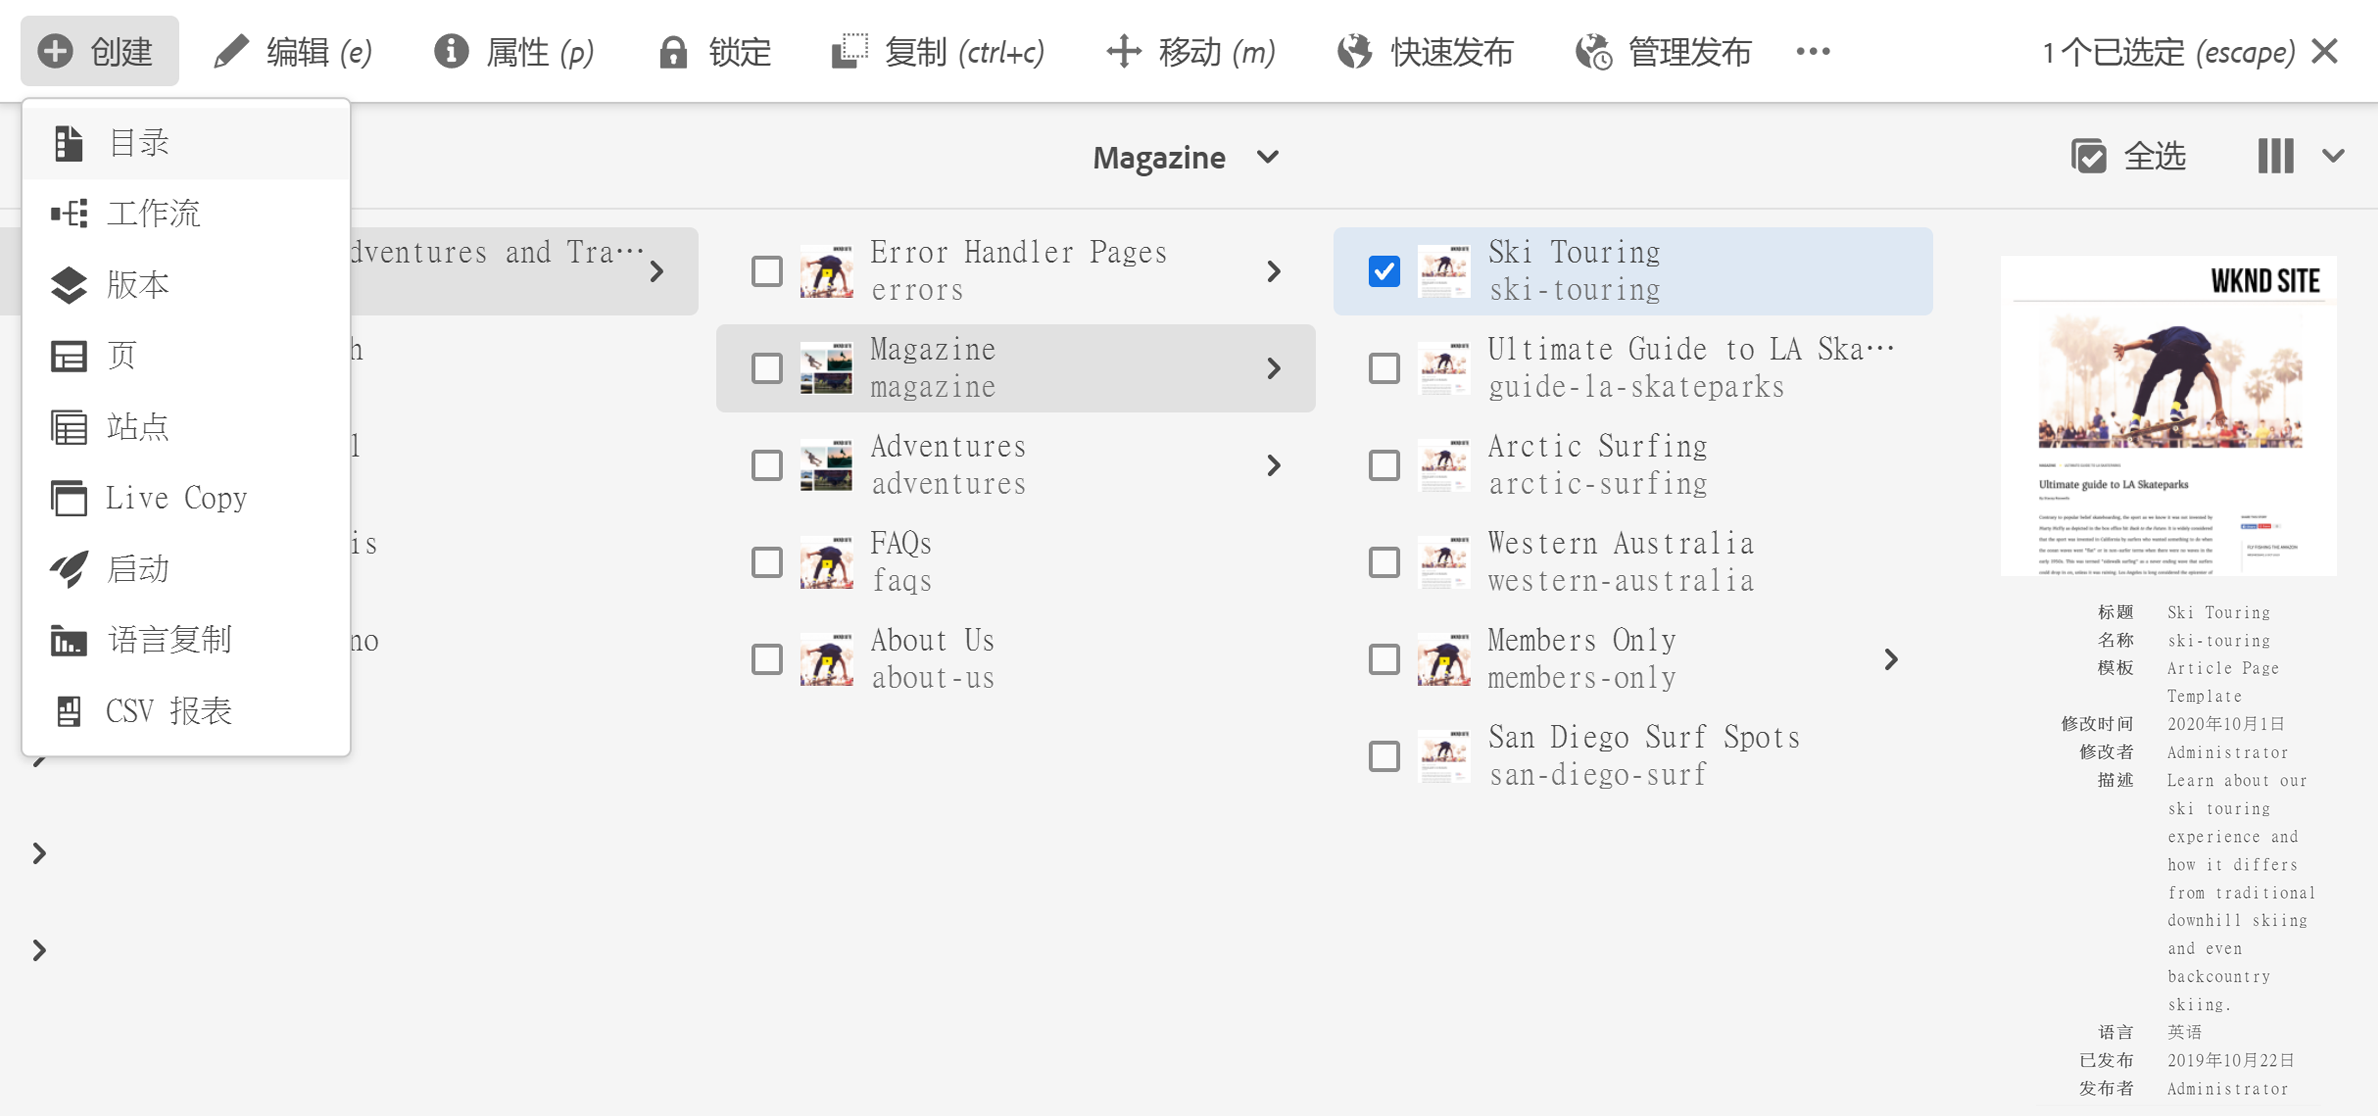 创建
编辑 (e)
属性 (p)
锁定
复制 (ctrl+c)
移动 (m)
快速发布
管理发布
1 个已选定 (escape)
目录
工作流
版本
页
站点
Live Copy
启动
语言复制
CSV 报表
Magazine
全选
dventures and Tra…
h
l
is
no
Error Handler Pages
errors
Magazine
magazine
Adventures
adventures
FAQs
faqs
About Us
about-us
Ski Touring
ski-touring
Ultimate Guide to LA Ska…
guide-la-skateparks
Arctic Surfing
arctic-surfing
Western Australia
western-australia
Members Only
members-only
San Diego Surf Spots
san-diego-surf
WKND SITE
Ultimate guide to LA Skateparks
标题 Ski Touring
名称 ski-touring
模板 Article Page
Template
修改时间 2020年10月1日
修改者 Administrator
描述 Learn about our
ski touring
experience and
how it differs
from traditional
downhill skiing
and even
backcountry
skiing.
语言 英语
已发布 2019年10月22日
发布者 Administrator